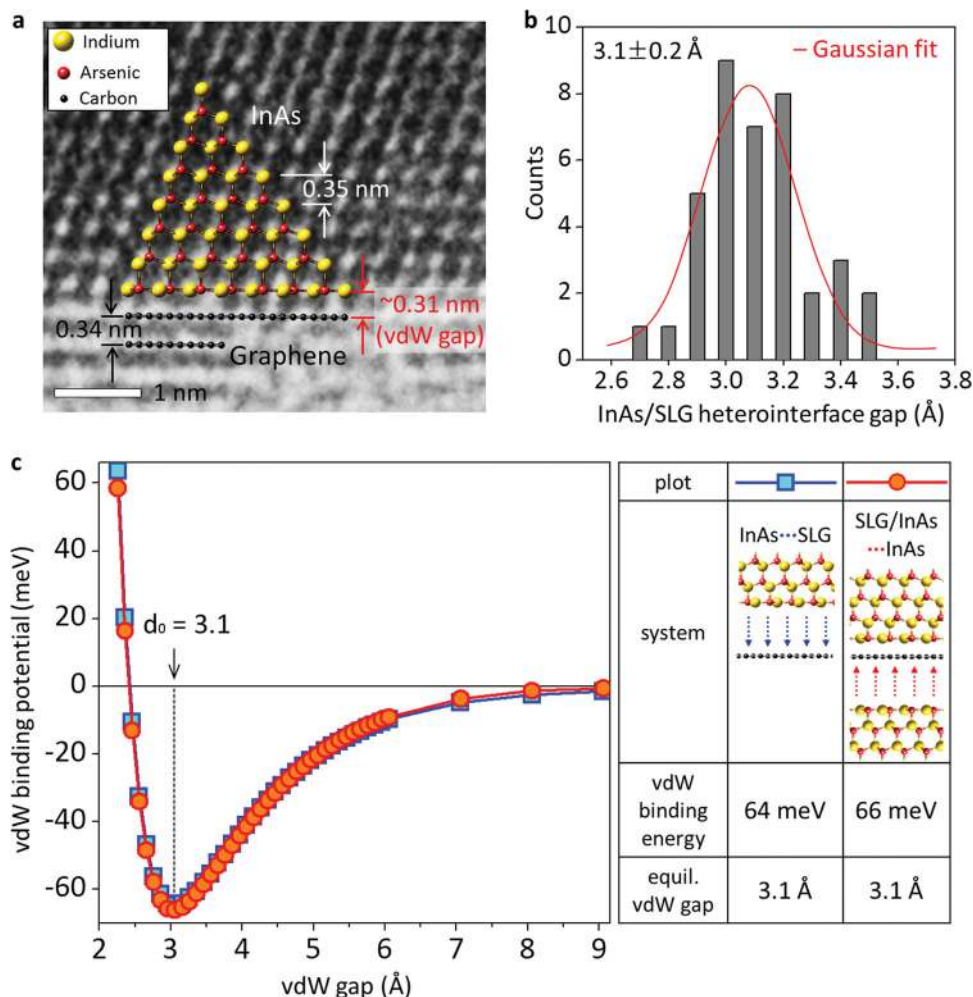 a
Indium
Arsenic
Carbon
InAs
0.35 nm
~0.31 nm
(vdW gap)
0.34 nm
Graphene
1 nm
b
3.1±0.2 Å
Gaussian fit
Counts
10
8
6
4
2
0
2.6 2.8 3.0 3.2 3.4 3.6 3.8
InAs/SLG heterointerface gap (Å)
c
vdW binding potential (meV)
60
40
20
0
-20
-40
-60
d₀ = 3.1
2 3 4 5 6 7 8 9
vdW gap (Å)
plot
system
InAs···SLG
SLG/InAs
···InAs
vdW
binding
energy
64 meV
66 meV
equil.
vdW gap
3.1 Å
3.1 Å